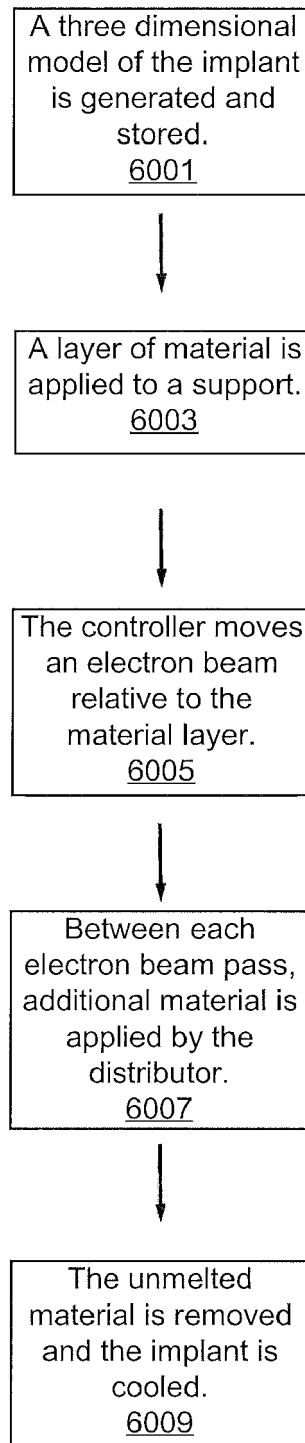 A three dimensional
model of the implant
is generated and
stored.
6001
A layer of material is
applied to a support.
6003
The controller moves
an electron beam
relative to the
material layer.
6005
Between each
electron beam pass,
additional material is
applied by the
distributor.
6007
The unmelted
material is removed
and the implant is
cooled.
6009